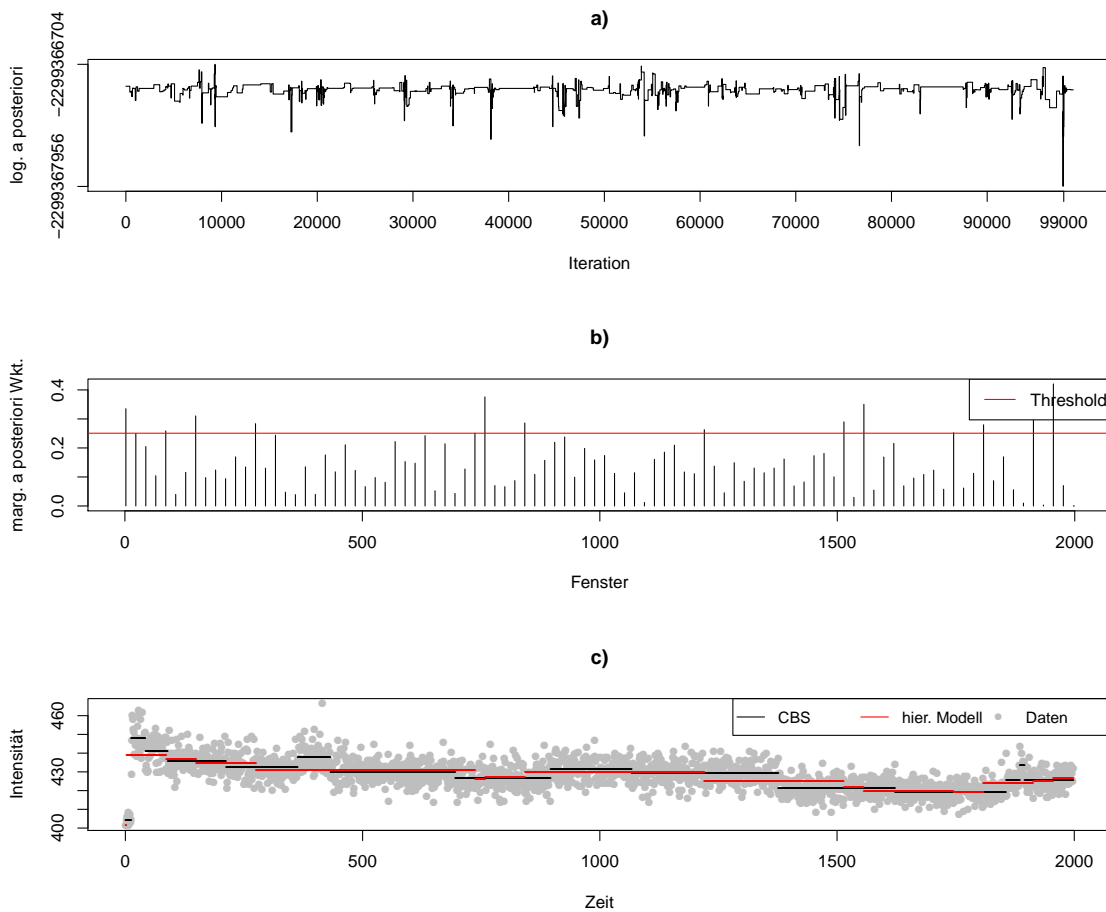 a)
−2299366704
−2299367956
log. a posteriori
0 10000 20000 30000 40000 50000 60000 70000 80000 90000 99000
Iteration
b)
0.4
0.2
0.0
marg. a posteriori Wkt.
Threshold
0 500 1000 1500 2000
Fenster
c)
460
430
400
Intensität
CBS hier. Modell Daten
0 500 1000 1500 2000
Zeit